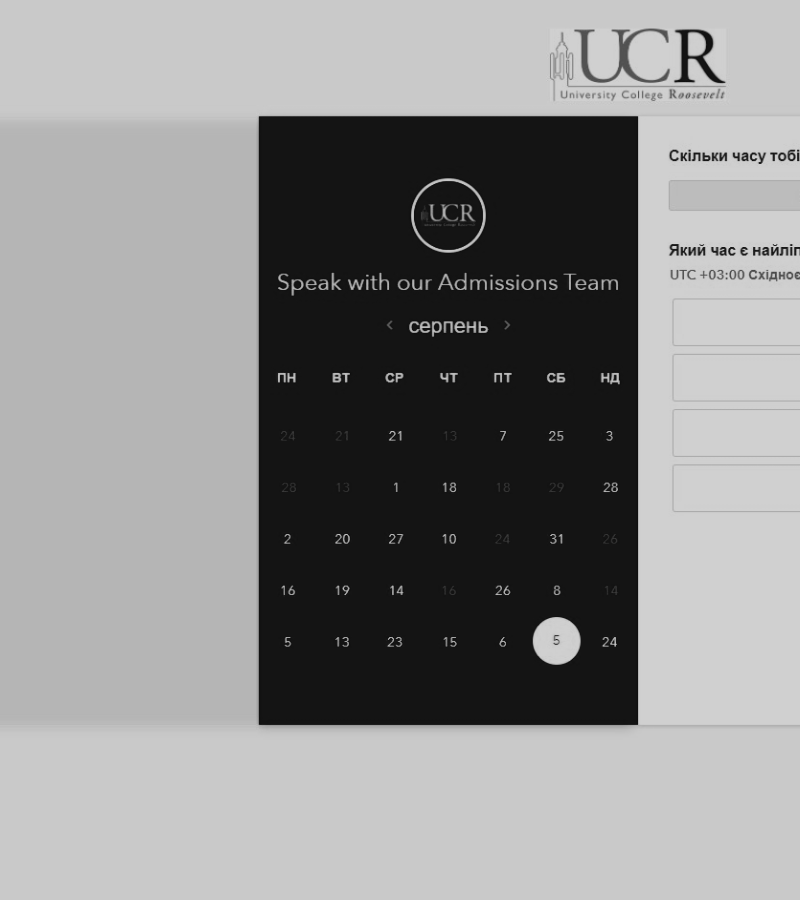 UCR
University College Roosevelt
UCR
Speak with our Admissions Team
серпень
ПН ВТ СР ЧТ ПТ СБ НД
24 21 21 13 7 25 3
28 13 1 18 18 29 28
2 20 27 10 24 31 26
16 19 14 16 26 8 14
5 13 23 15 6 5 24
Скільки часу тобі
Який час є найліп
UTC +03:00 Східноє